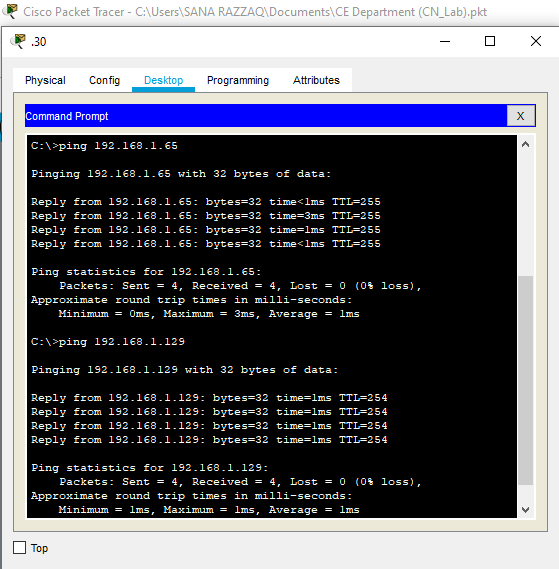 Cisco Packet Tracer - C:\Users\SANA RAZZAQ\Documents\CE Department (CN_Lab).pkt
.30
Physical Config Desktop Programming Attributes
Command Prompt X
C:\>ping 192.168.1.65
Pinging 192.168.1.65 with 32 bytes of data:
Reply from 192.168.1.65: bytes=32 time<1ms TTL=255
Reply from 192.168.1.65: bytes=32 time=3ms TTL=255
Reply from 192.168.1.65: bytes=32 time=1ms TTL=255
Reply from 192.168.1.65: bytes=32 time<1ms TTL=255
Ping statistics for 192.168.1.65:
Packets: Sent = 4, Received = 4, Lost = 0 (0% loss),
Approximate round trip times in milli-seconds:
Minimum = 0ms, Maximum = 3ms, Average = 1ms
C:\>ping 192.168.1.129
Pinging 192.168.1.129 with 32 bytes of data:
Reply from 192.168.1.129: bytes=32 time=1ms TTL=254
Reply from 192.168.1.129: bytes=32 time=1ms TTL=254
Reply from 192.168.1.129: bytes=32 time=1ms TTL=254
Reply from 192.168.1.129: bytes=32 time=1ms TTL=254
Ping statistics for 192.168.1.129:
Packets: Sent = 4, Received = 4, Lost = 0 (0% loss),
Approximate round trip times in milli-seconds:
Minimum = 1ms, Maximum = 1ms, Average = 1ms
Top